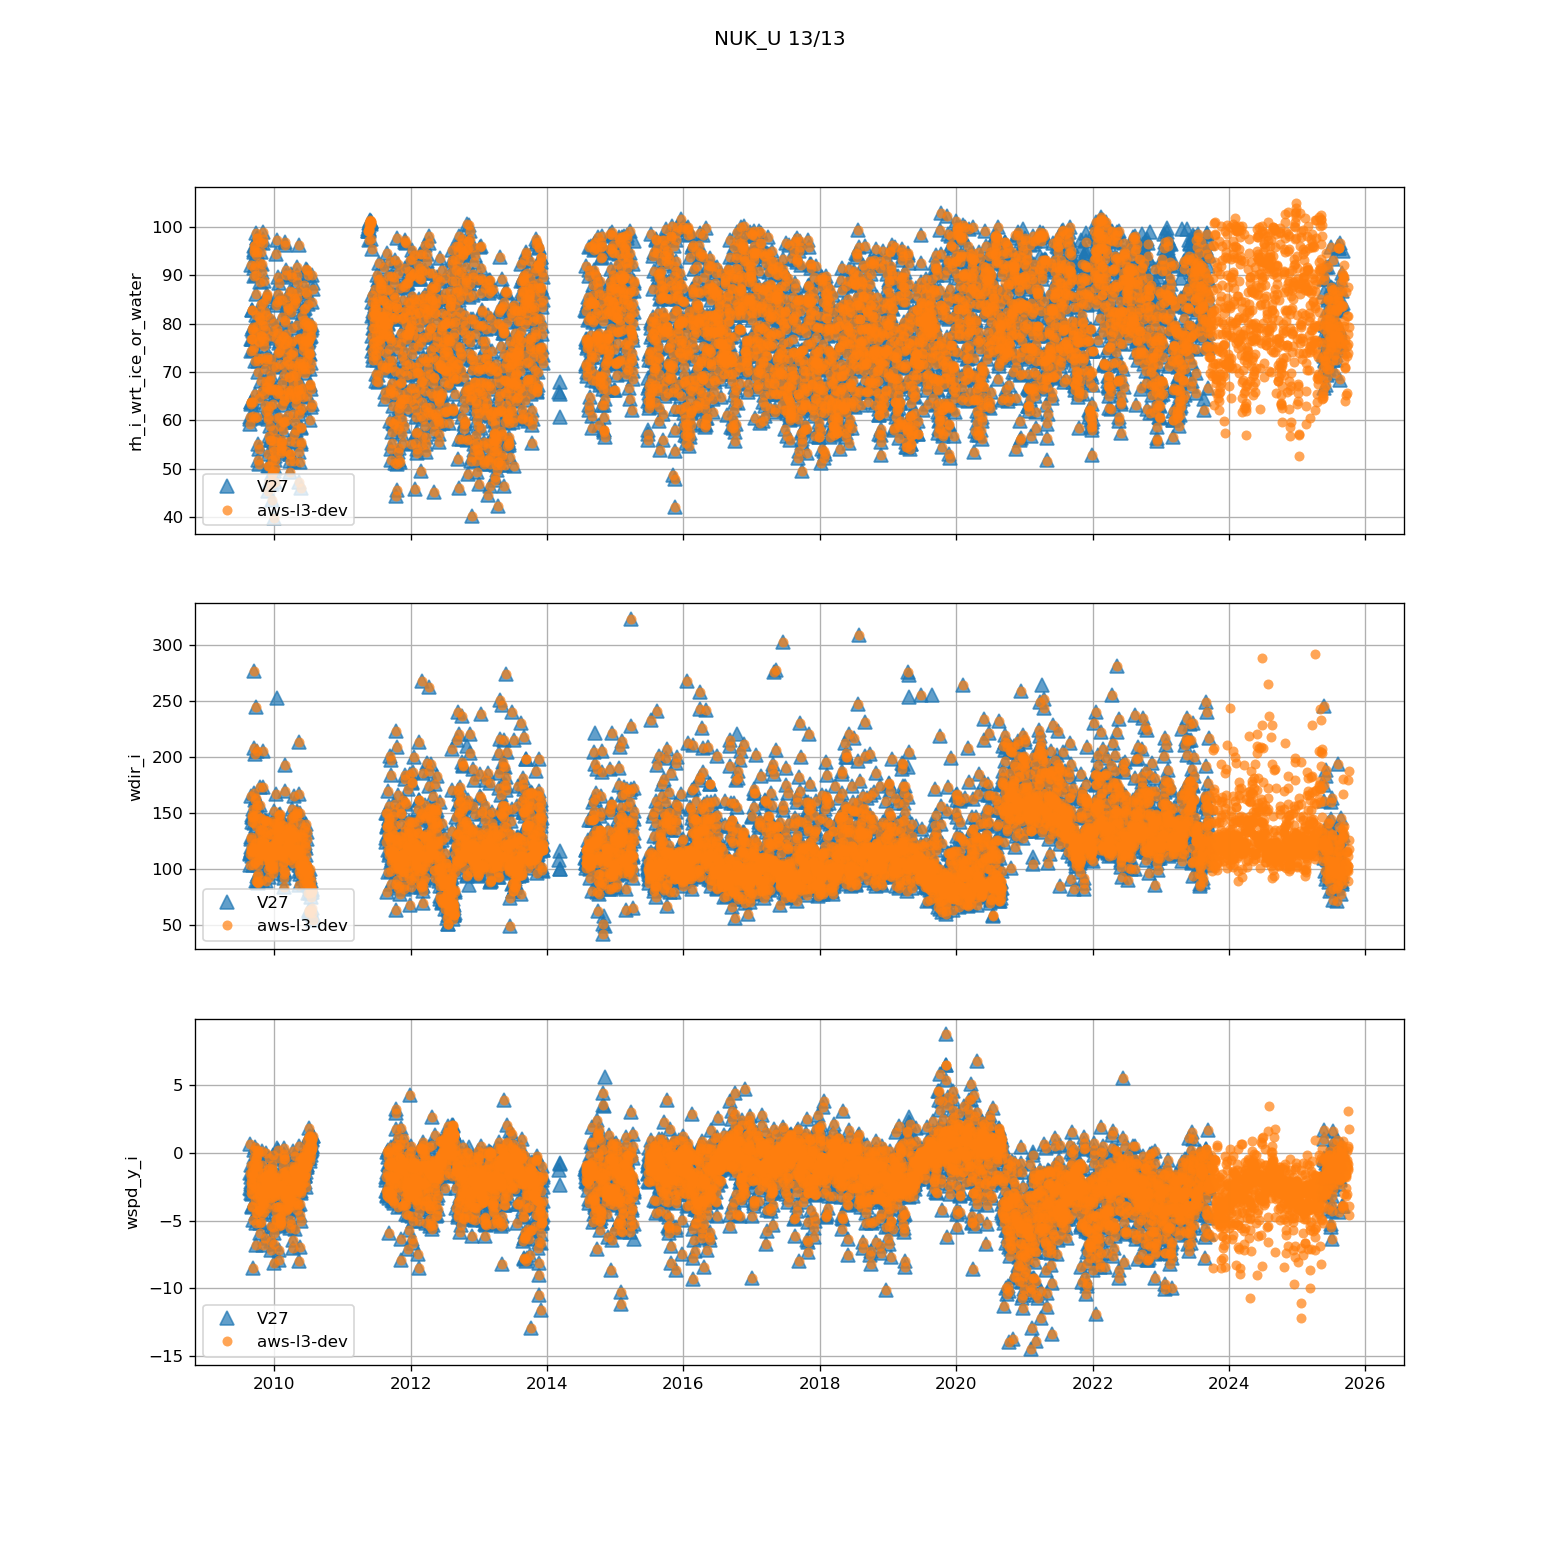 NUK_U 13/13
100
90
80
70
60
50
40
rh_i_wrt_ice_or_water
V27
aws-l3-dev
300
250
200
150
100
50
wdir_i
V27
aws-l3-dev
5
0
−5
−10
−15
wspd_y_i
V27
aws-l3-dev
2010 2012 2014 2016 2018 2020 2022 2024 2026